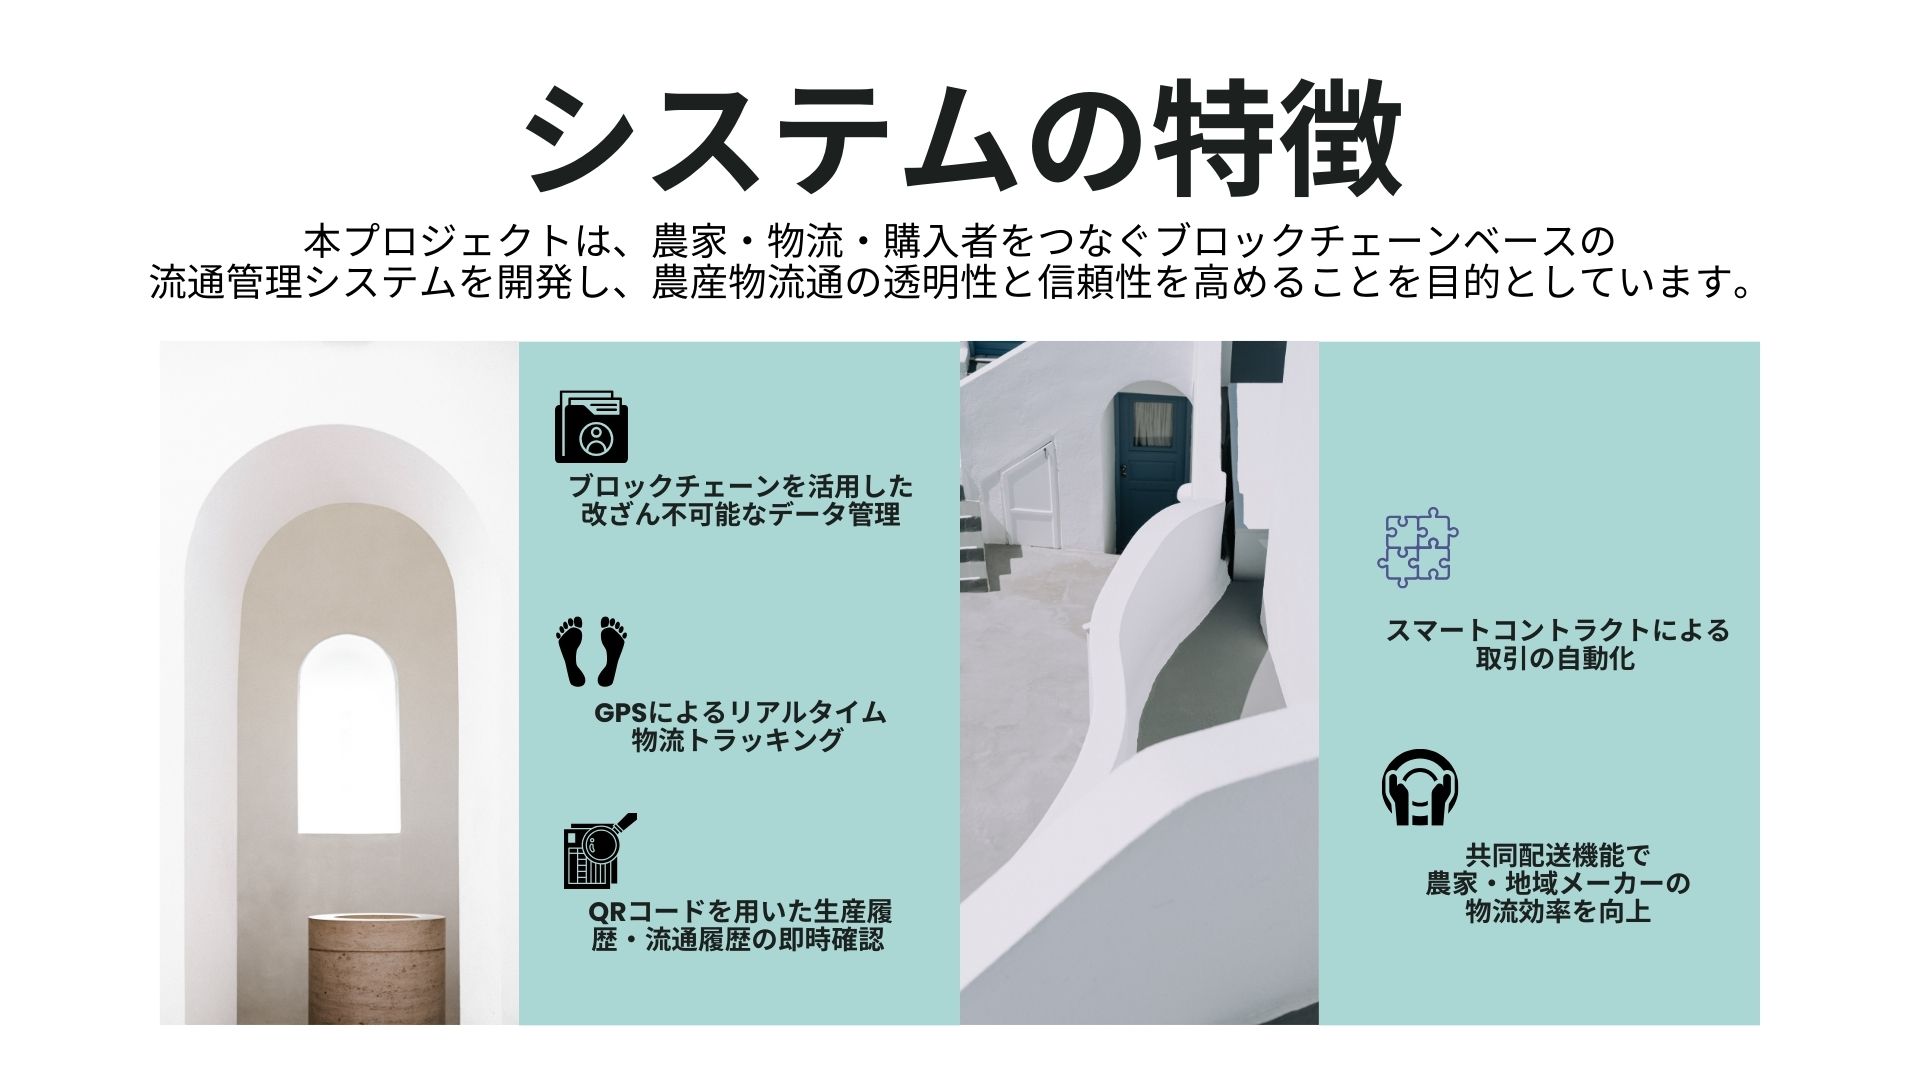 システムの特徴
本プロジェクトは、農家・物流・購入者をつなぐブロックチェーンベースの
流通管理システムを開発し、農産物流通の透明性と信頼性を高めることを目的としています。
ブロックチェーンを活用した
改ざん不可能なデータ管理
GPSによるリアルタイム
物流トラッキング
QRコードを用いた生産履
歴・流通履歴の即時確認
スマートコントラクトによる
取引の自動化
共同配送機能で
農家・地域メーカーの
物流効率を向上